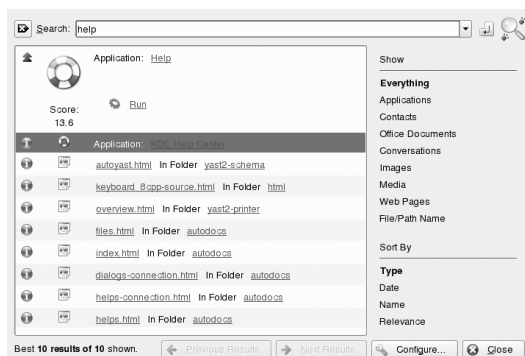 Search: help
Application: Help
Score:
13.6
Run
Application: KDE Help Center
autoyast.html In Folder yast2-schema
keyboard_8cpp-source.html In Folder html
overview.html In Folder yast2-printer
files.html In Folder autodocs
index.html In Folder autodocs
dialogs-connection.html In Folder autodocs
helps-connection.html In Folder autodocs
helps.html In Folder autodocs
Best 10 results of 10 shown.
Previous Results
Next Results
Show
Everything
Applications
Contacts
Office Documents
Conversations
Images
Media
Web Pages
File/Path Name
Sort By
Type
Date
Name
Relevance
Configure...
Close